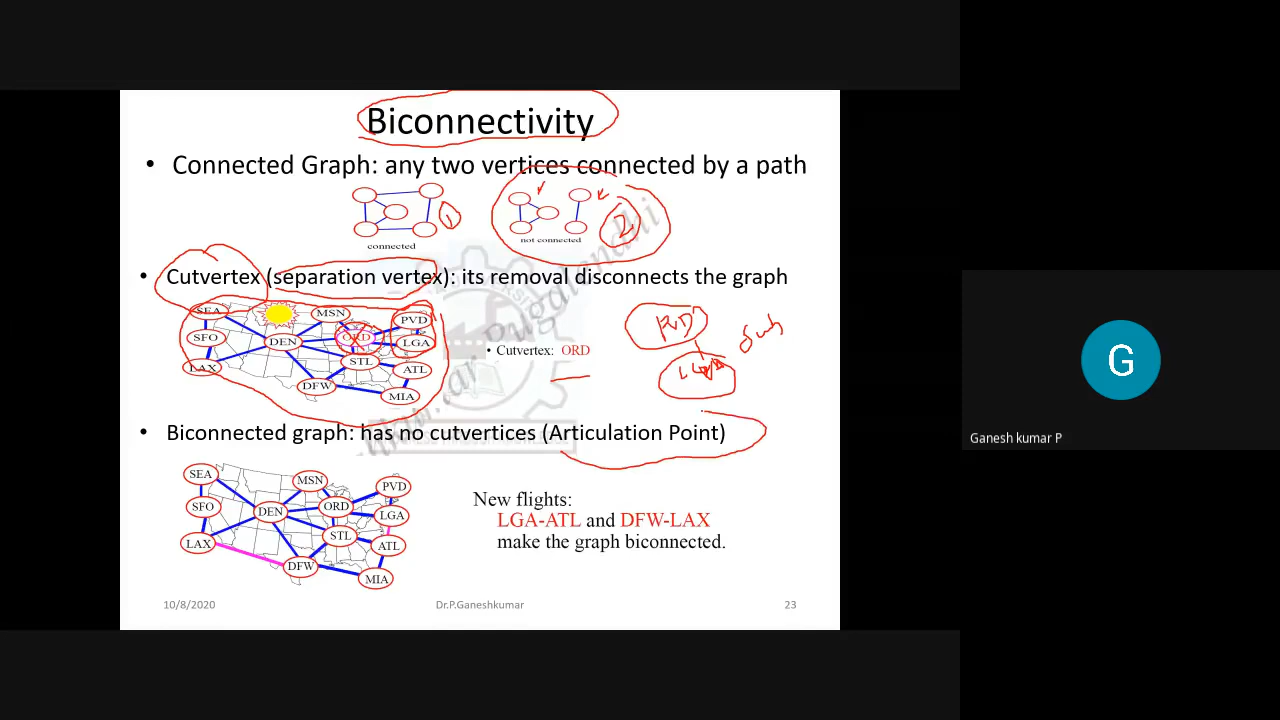 Biconnectivity
• Connected Graph: any two vertices connected by a path
1
2
connected
not connected
• Cutvertex (separation vertex): its removal disconnects the graph
SEA
MSN
PVD
SFO
DEN
ORD
LGA
LAX
STL
ATL
DFW
MIA
• Cutvertex: ORD
PVD
• Biconnected graph: has no cutvertices (Articulation Point)
SEA
MSN
PVD
SFO
DEN
ORD
LGA
LAX
STL
ATL
DFW
MIA
New flights:
LGA-ATL and DFW-LAX
make the graph biconnected.
10/8/2020
Dr.P.Ganeshkumar
23
G
Ganesh kumar P